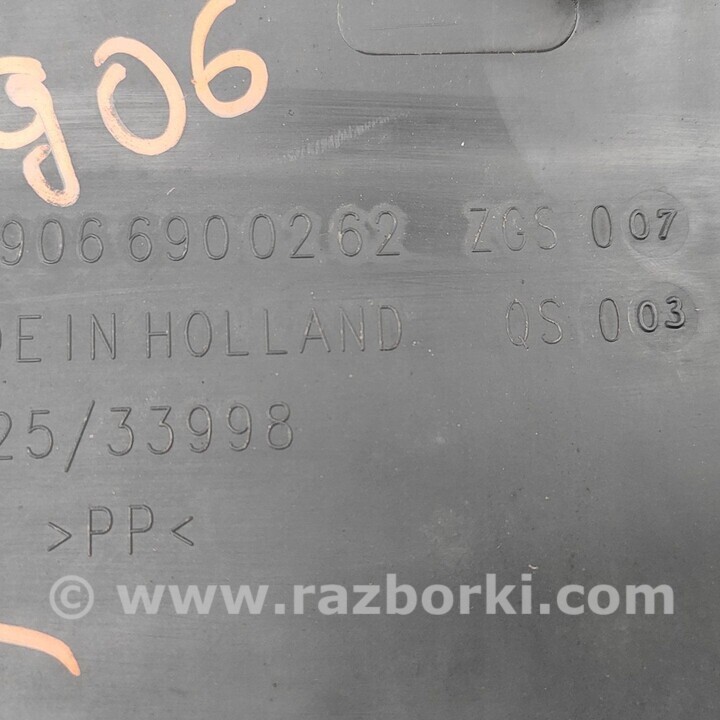 906
906 690 02 62 ZGS 007
DE IN HOLLAND QS 003
25/33998
>PP<
© www.razborki.com